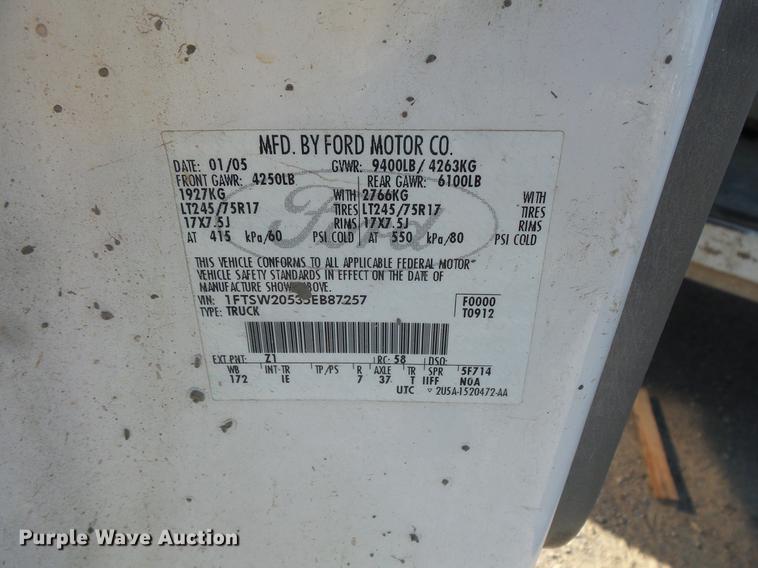 MFD. BY FORD MOTOR CO.
DATE: 01/05 GVWR: 9400LB/ 4263KG
FRONT GAWR: 4250LB REAR GAWR: 6100LB
1927KG WITH 2766KG WITH
LT245/75R17 TIRES LT245/75R17 TIRES
17X7.5J RIMS 17X7.5J RIMS
AT 415 kPa/60 PSI COLD AT 550 kPa/80 PSI COLD
Ford
THIS VEHICLE CONFORMS TO ALL APPLICABLE FEDERAL MOTOR
VEHICLE SAFETY STANDARDS IN EFFECT ON THE DATE OF
MANUFACTURE SHOWN ABOVE.
VIN: 1FTSW20535EB87257 F0000
TYPE: TRUCK T0912
EXT PNT: Z1 RC: 58 DSO:
WB INT TR TP/PS R AXLE TR SPR 5F714
172 IE 7 37 T IIFF NOA
UTC 2U5A-1520472-AA
Purple Wave Auction